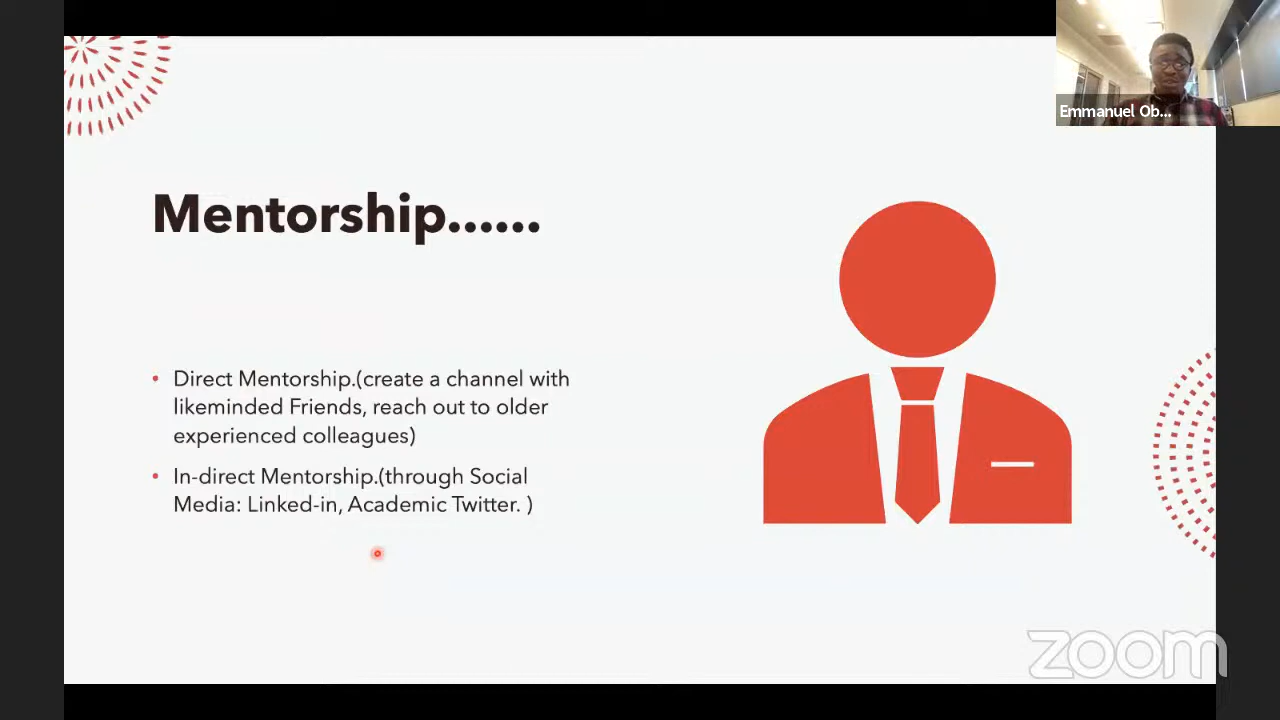 Emmanuel Ob...
Mentorship......
• Direct Mentorship.(create a channel with
likeminded Friends, reach out to older
experienced colleagues)
• In-direct Mentorship.(through Social
Media: Linked-in, Academic Twitter. )
zoom